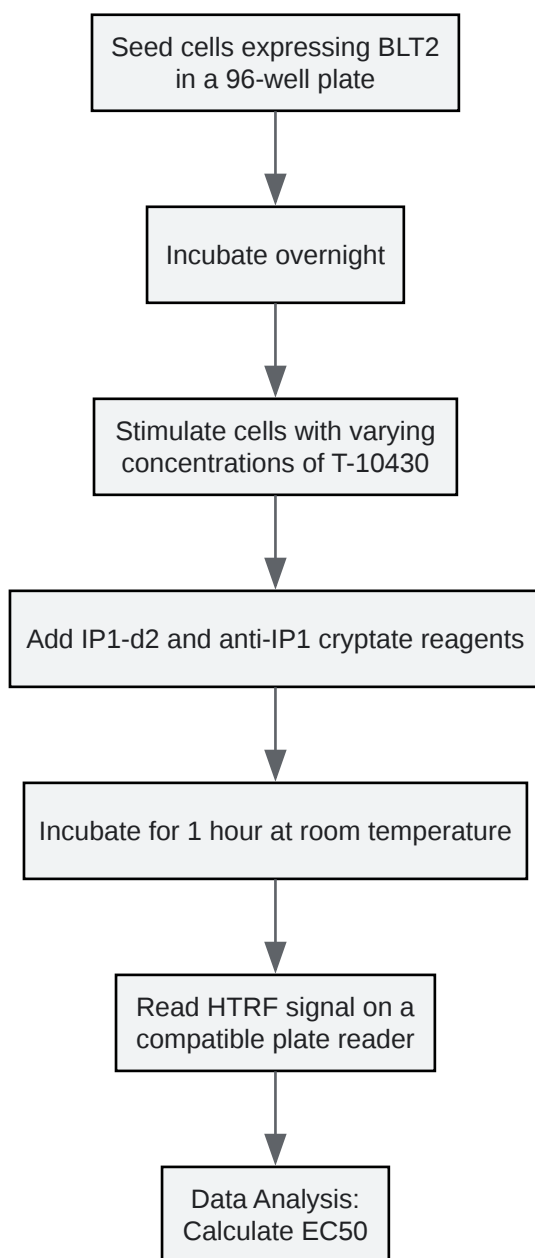 Seed cells expressing BLT2
in a 96-well plate
Incubate overnight
Stimulate cells with varying
concentrations of T-10430
Add IP1-d2 and anti-IP1 cryptate reagents
Incubate for 1 hour at room temperature
Read HTRF signal on a
compatible plate reader
Data Analysis:
Calculate EC50